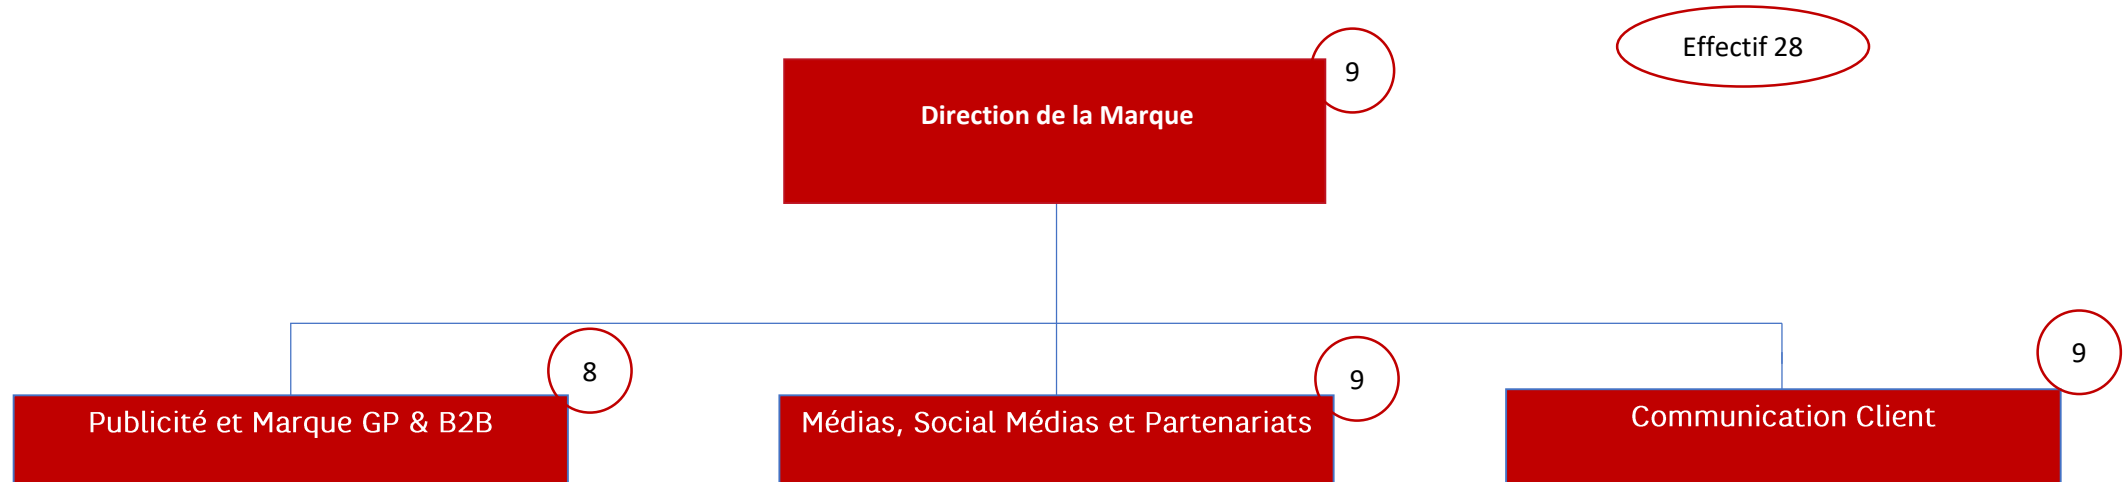 Effectif 28
9
Direction de la Marque
8
9
9
Publicité et Marque GP & B2B
Médias, Social Médias et Partenariats
Communication Client